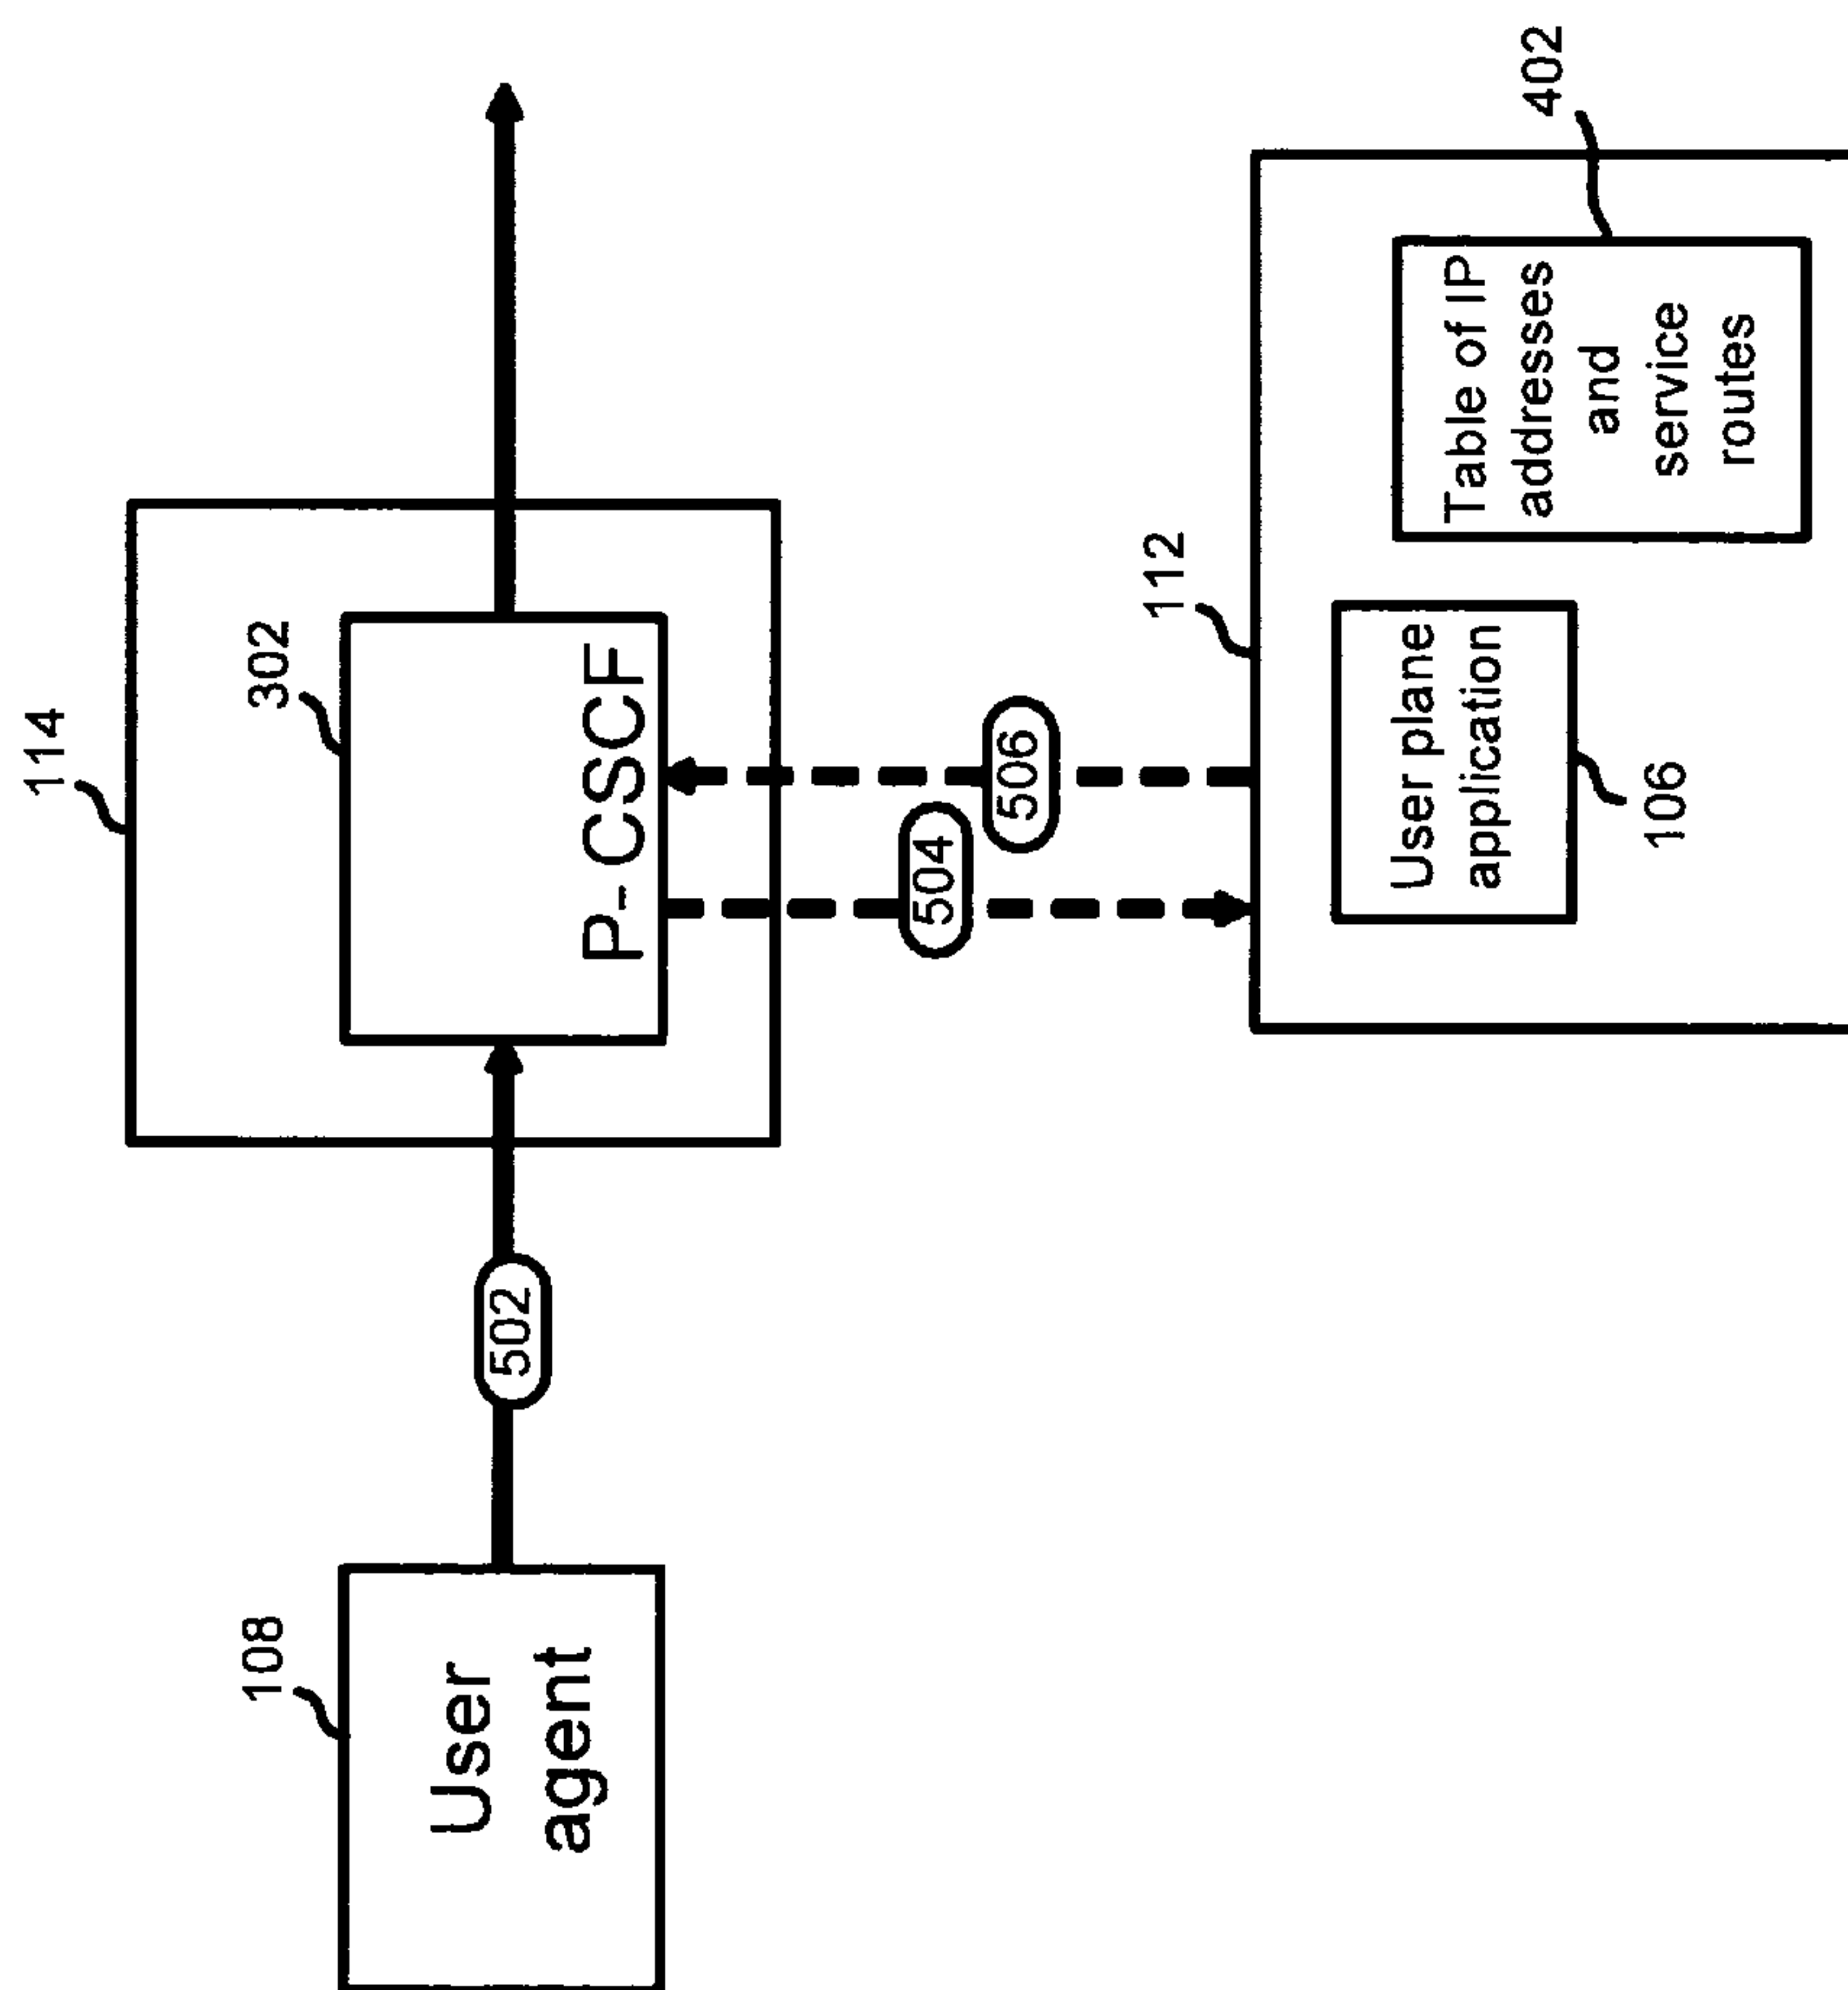 114
302
P-CSCF
108
User
agent
502
504
506
112
User plane
application
106
Table of IP
addresses
and
service
routes
402